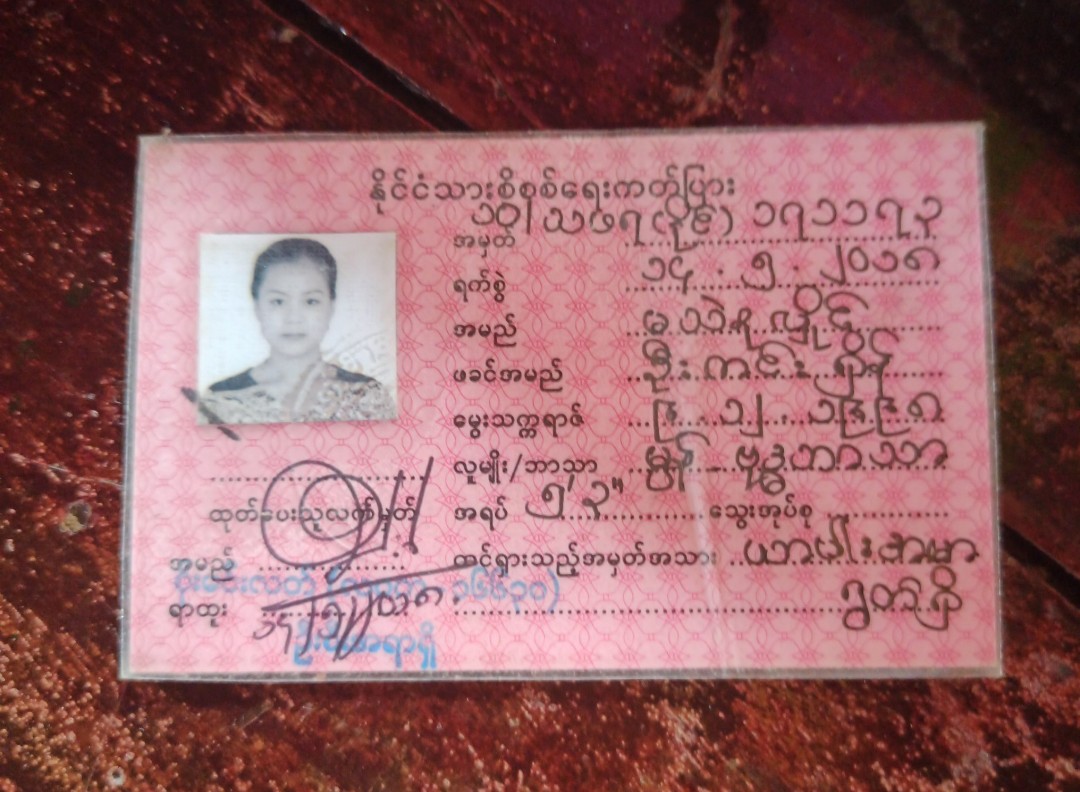 နိုင်ငံသားစိစစ်ရေးကတ်ပြား
အမှတ် ၁၀/သဖရ(နိုင်) ၁၇၁၁၇၃
ရက်စွဲ ၁၄.၅.၂၀၁၈
အမည် မသဲစုလှိုင်
ဖခင်အမည် ဦးကင်းရှိန်
မွေးသက္ကရာဇ် ၉.၁၂.၁၉၉၈
လူမျိုး/ဘာသာ မွန် ဗုဒ္ဓဘာသာ
အရပ် ၅'၃" သွေးအုပ်စု
ထင်ရှားသည့်အမှတ်အသား ယာပါးစာမှာ
ရွတ်ရှိ
ထုတ်ပေးသူလက်မှတ်
အမည်
ရာထူး